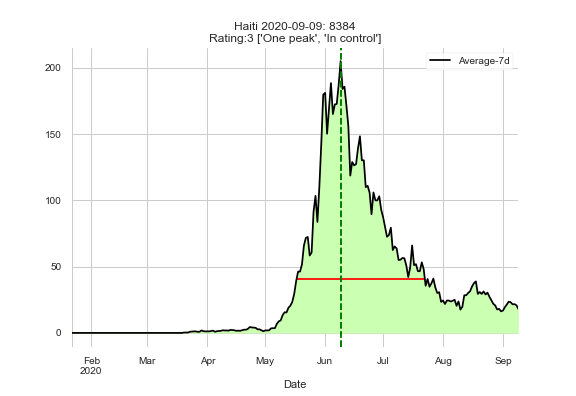 Haiti 2020-09-09: 8384
Rating:3 ['One peak', 'In control']
Average-7d
200
150
100
50
0
Feb Mar Apr May Jun Jul Aug Sep
2020
Date